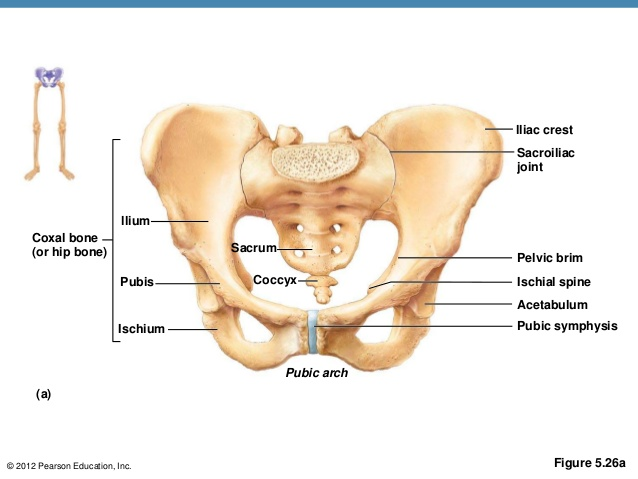 Iliac crest
Sacroiliac
joint
Ilium
Coxal bone
(or hip bone)
Sacrum
Pelvic brim
Pubis
Coccyx
Ischial spine
Acetabulum
Ischium
Pubic symphysis
Pubic arch
(a)
© 2012 Pearson Education, Inc.
Figure 5.26a